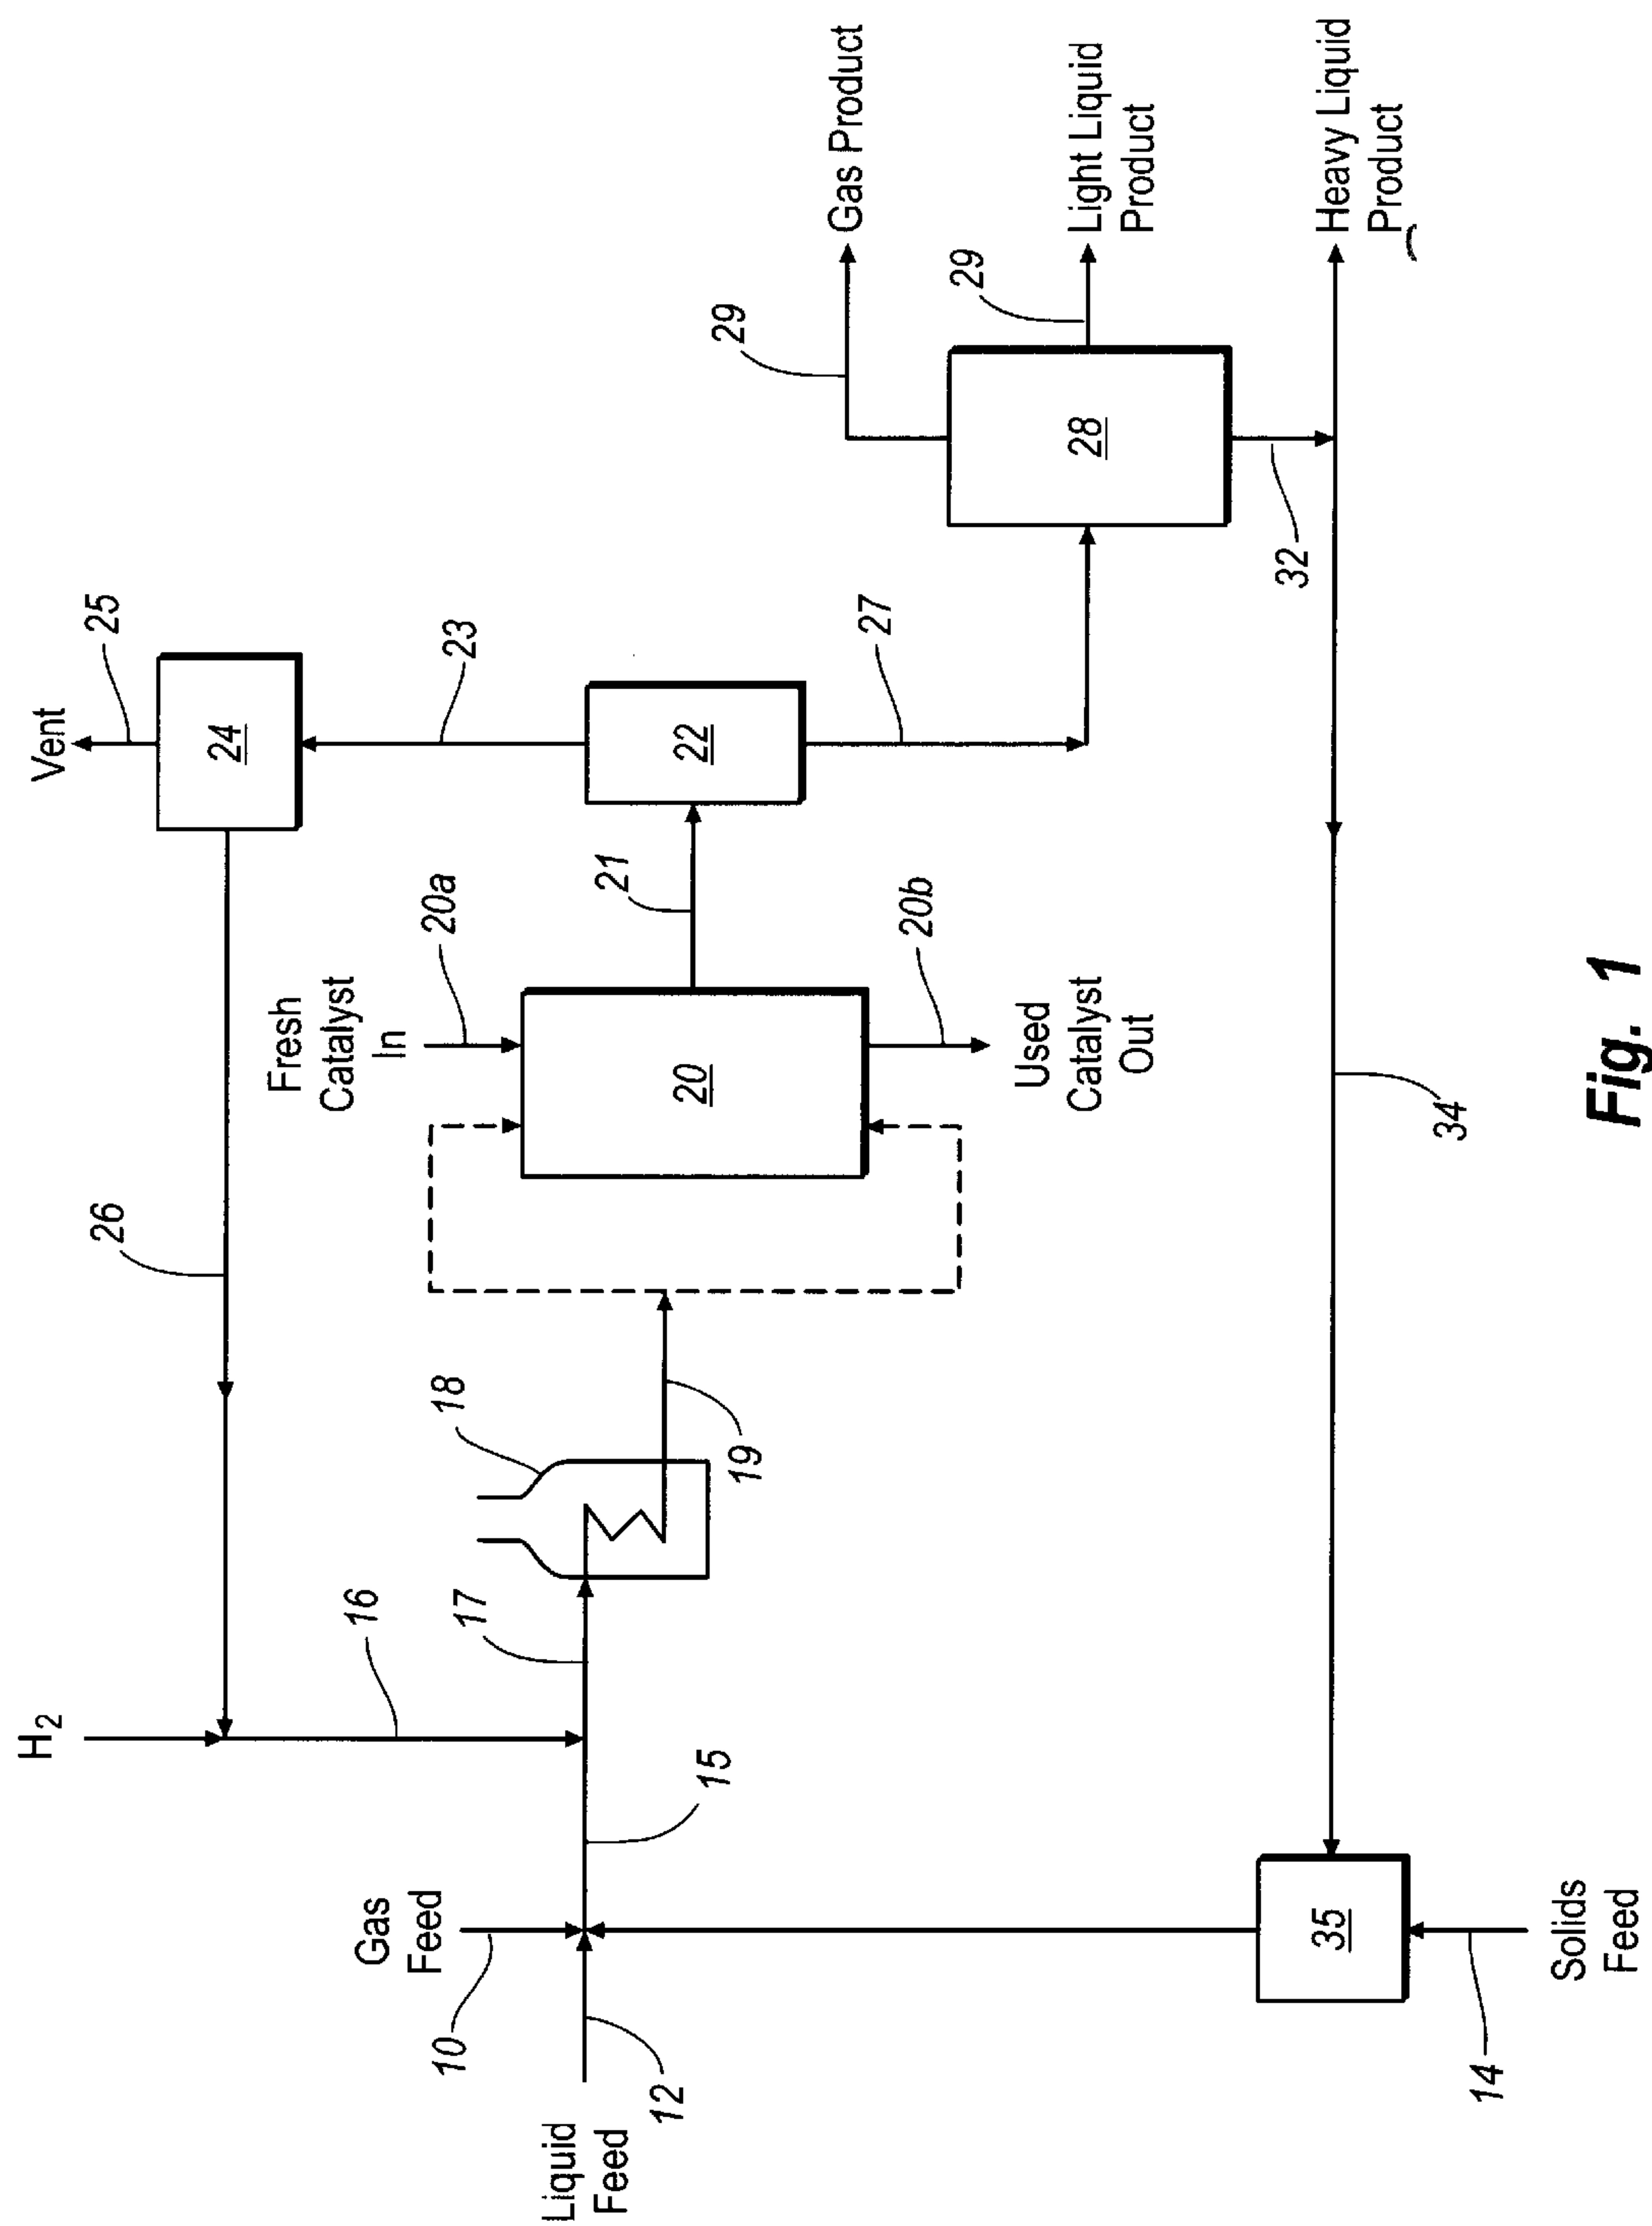 H2
Gas
Feed
10
Liquid
Feed
12
15
16
17
18
19
26
Vent
25
24
23
22
21
27
Fresh
Catalyst
In
20a
20
20b
Used
Catalyst
Out
29
Gas Product
28
29
Light Liquid
Product
32
Heavy Liquid
Product
34
35
14
Solids
Feed
Fig. 1